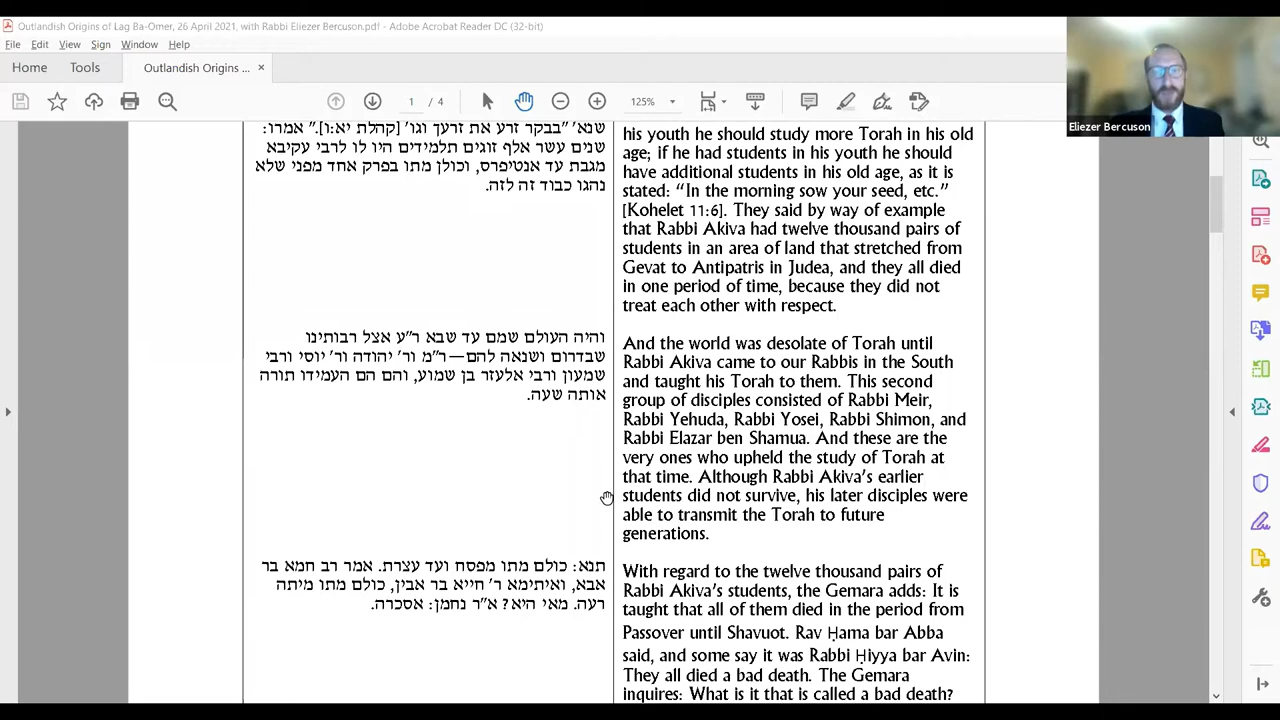 Outlandish Origins of Lag Ba-Omer, 26 April 2021, with Rabbi Eliezer Bercuson.pdf - Adobe Acrobat Reader DC (32-bit)
File Edit View Sign Window Help
Home Tools Outlandish Origins ... ×
1 / 4 125%
Eliezer Bercuson
שנא' "בבקר זרע את זרעך וגו' [קהלת יא:ו]." אמרו:
שנים עשר אלף זוגים תלמידים היו לו לרבי עקיבא
מגבת עד אנטיפרס, וכולן מתו בפרק אחד מפני שלא
נהגו כבוד זה לזה.
והיה העולם שמם עד שבא ר"ע אצל רבותינו
שבדרום ושנאה להם—ר"מ ור' יהודה ור' יוסי ורבי
שמעון ורבי אלעזר בן שמוע, והם הם העמידו תורה
אותה שעה.
תנא: כולם מתו מפסח ועד עצרת. אמר רב חמא בר
אבא, ואיתימא ר' חייא בר אבין, כולם מתו מיתה
רעה. מאי היא? א"ר נחמן: אסכרה.
his youth he should study more Torah in his old
age; if he had students in his youth he should
have additional students in his old age, as it is
stated: “In the morning sow your seed, etc.”
[Kohelet 11:6]. They said by way of example
that Rabbi Akiva had twelve thousand pairs of
students in an area of land that stretched from
Gevat to Antipatris in Judea, and they all died
in one period of time, because they did not
treat each other with respect.
And the world was desolate of Torah until
Rabbi Akiva came to our Rabbis in the South
and taught his Torah to them. This second
group of disciples consisted of Rabbi Meir,
Rabbi Yehuda, Rabbi Yosei, Rabbi Shimon, and
Rabbi Elazar ben Shamua. And these are the
very ones who upheld the study of Torah at
that time. Although Rabbi Akiva’s earlier
students did not survive, his later disciples were
able to transmit the Torah to future
generations.
With regard to the twelve thousand pairs of
Rabbi Akiva’s students, the Gemara adds: It is
taught that all of them died in the period from
Passover until Shavuot. Rav Ḥama bar Abba
said, and some say it was Rabbi Ḥiyya bar Avin:
They all died a bad death. The Gemara
inquires: What is it that is called a bad death?